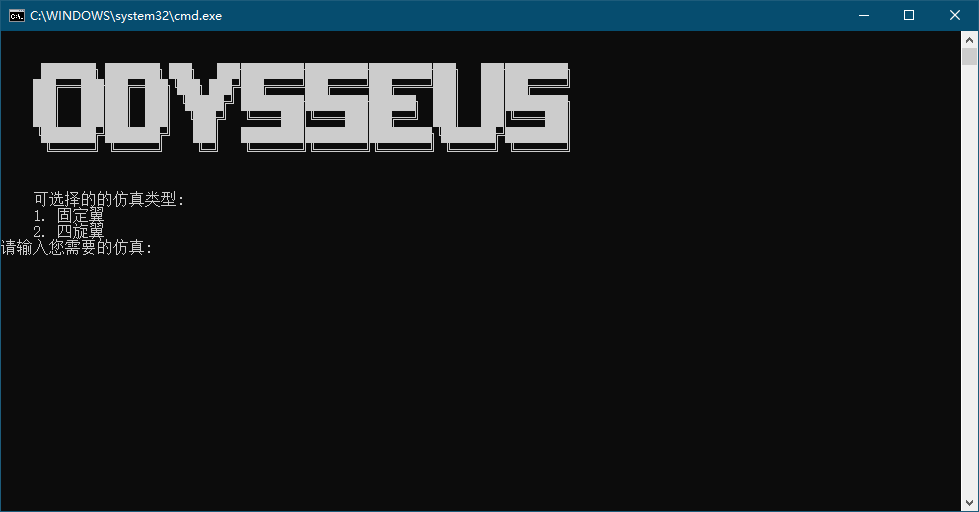 C:\WINDOWS\system32\cmd.exe
ODYSSEUS
可选择的的仿真类型:
1. 固定翼
2. 四旋翼
请输入您需要的仿真: